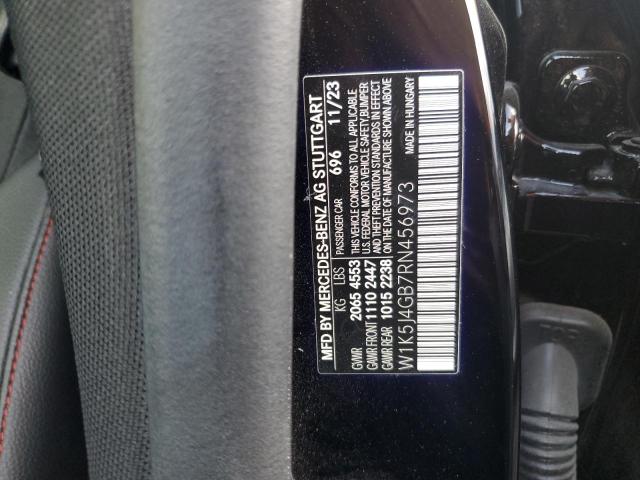 MFD BY MERCEDES-BENZ AG STUTTGART
PASSENGER CAR 696 11/23
KG LBS
GVWR 2065 4553
GAWR FRONT 1110 2447
GAWR REAR 1015 2238
THIS VEHICLE CONFORMS TO ALL APPLICABLE
U.S. FEDERAL MOTOR VEHICLE SAFETY, BUMPER,
AND THEFT PREVENTION STANDARDS IN EFFECT
ON THE DATE OF MANUFACTURE SHOWN ABOVE
MADE IN HUNGARY
W1K5J4GB7RN456973
TOP